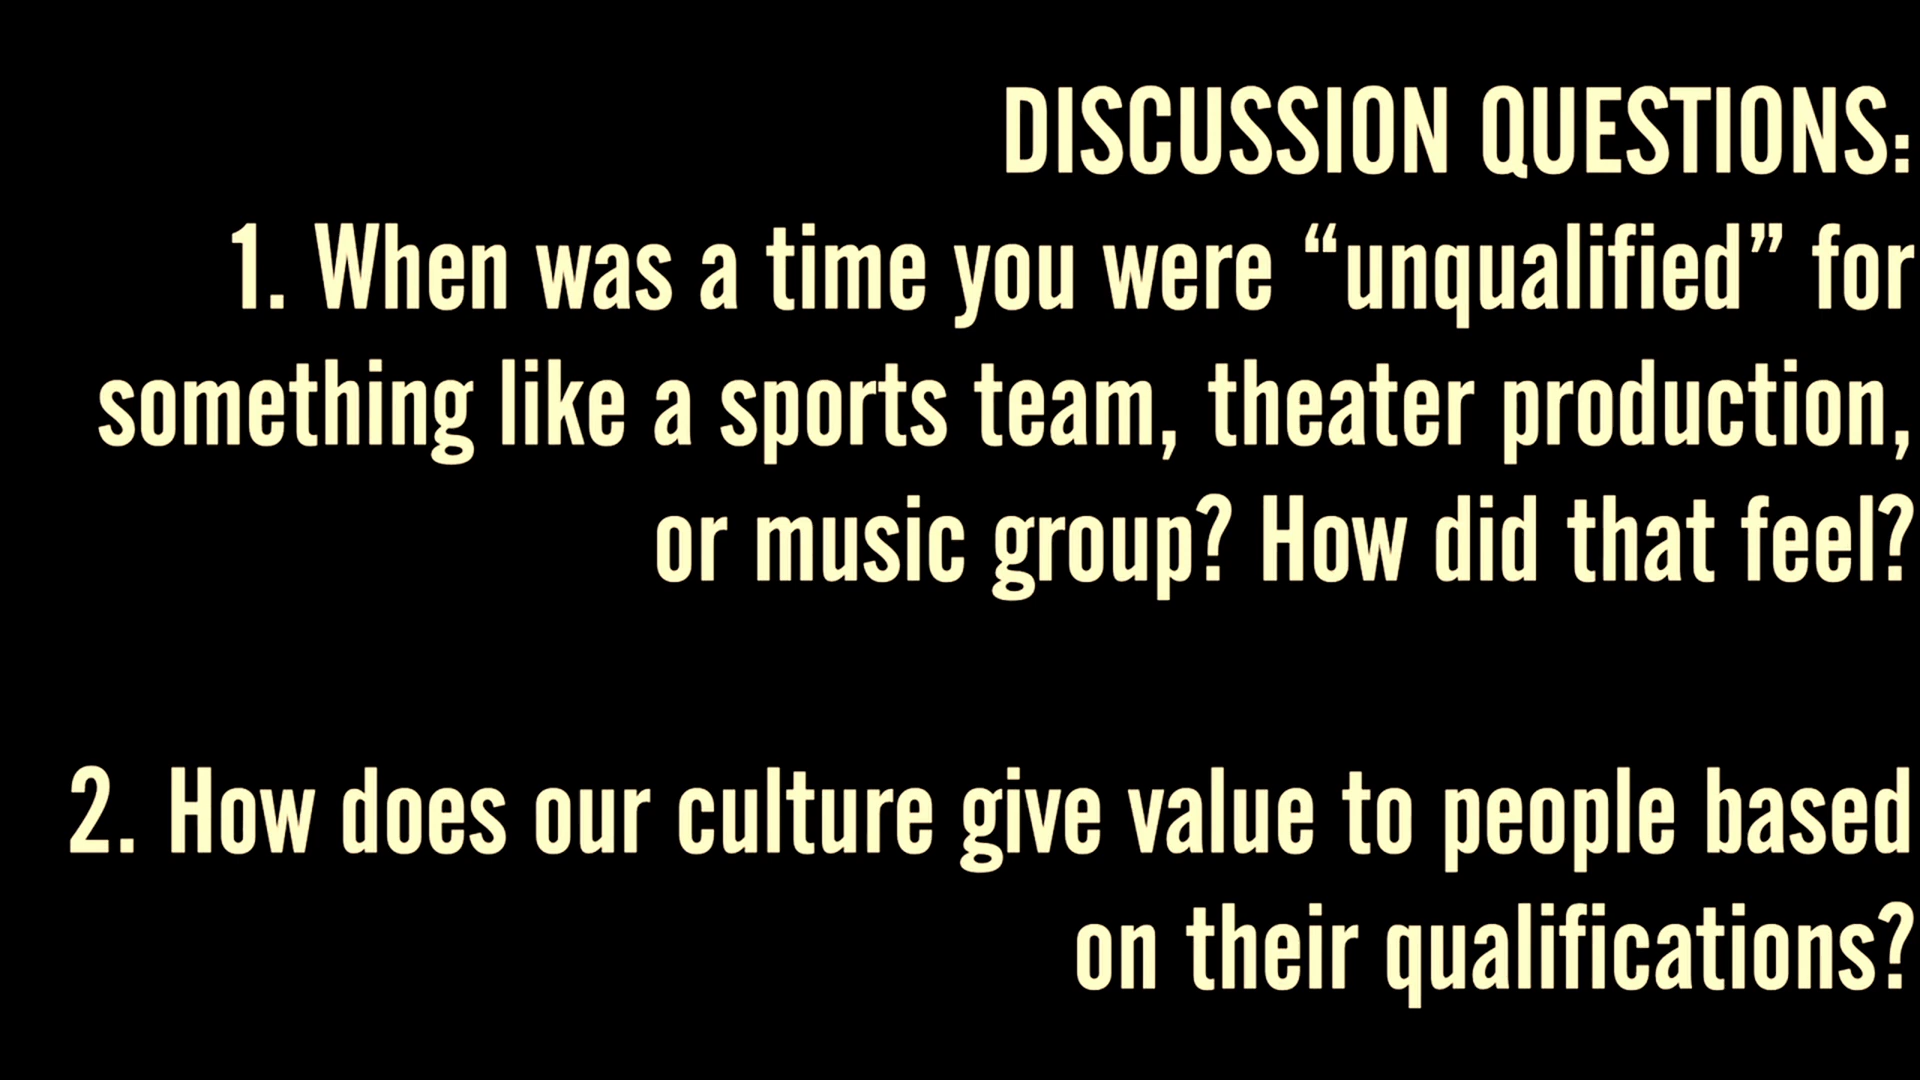 DISCUSSION QUESTIONS:
1. When was a time you were “unqualified” for
something like a sports team, theater production,
or music group? How did that feel?
2. How does our culture give value to people based
on their qualifications?